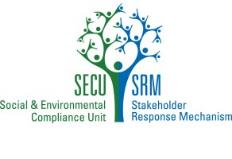 SECU SRM
Social & Environmental Stakeholder
Compliance Unit Response Mechanism